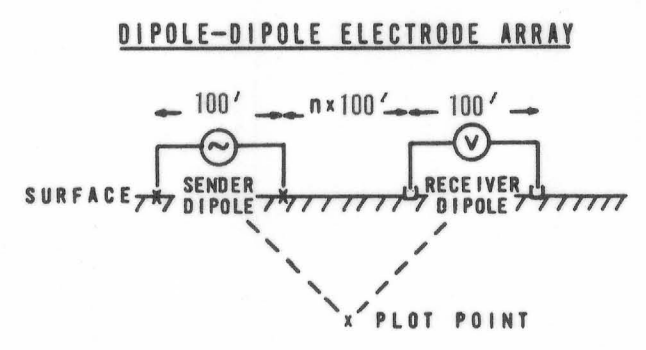 DIPOLE-DIPOLE ELECTRODE ARRAY
100' n x 100' 100'
~ V
SURFACE x SENDER x RECEIVER
DIPOLE DIPOLE
x PLOT POINT